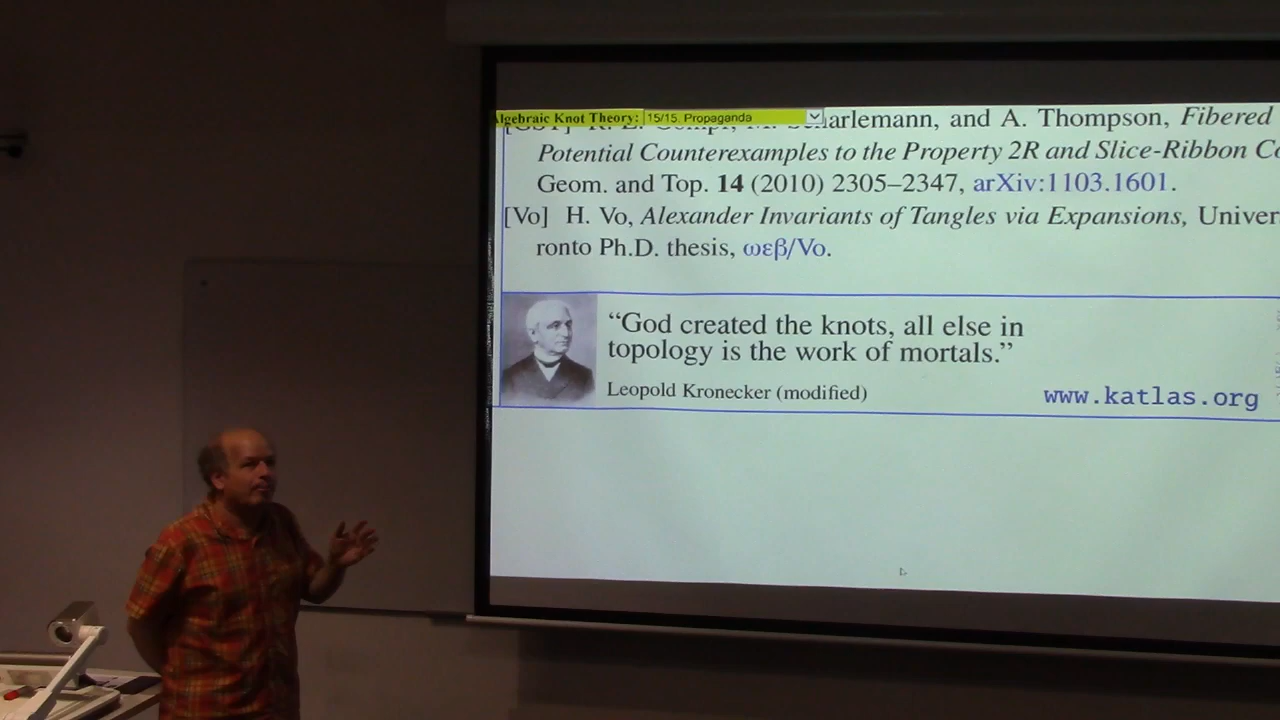 lgebraic Knot Theory: 15/15. Propaganda
arlemann, and A. Thompson, Fibered
Potential Counterexamples to the Property 2R and Slice-Ribbon Co
Geom. and Top. 14 (2010) 2305–2347, arXiv:1103.1601.
[Vo] H. Vo, Alexander Invariants of Tangles via Expansions, Univer
ronto Ph.D. thesis, ωεβ/Vo.
“God created the knots, all else in
topology is the work of mortals.”
Leopold Kronecker (modified)
www.katlas.org